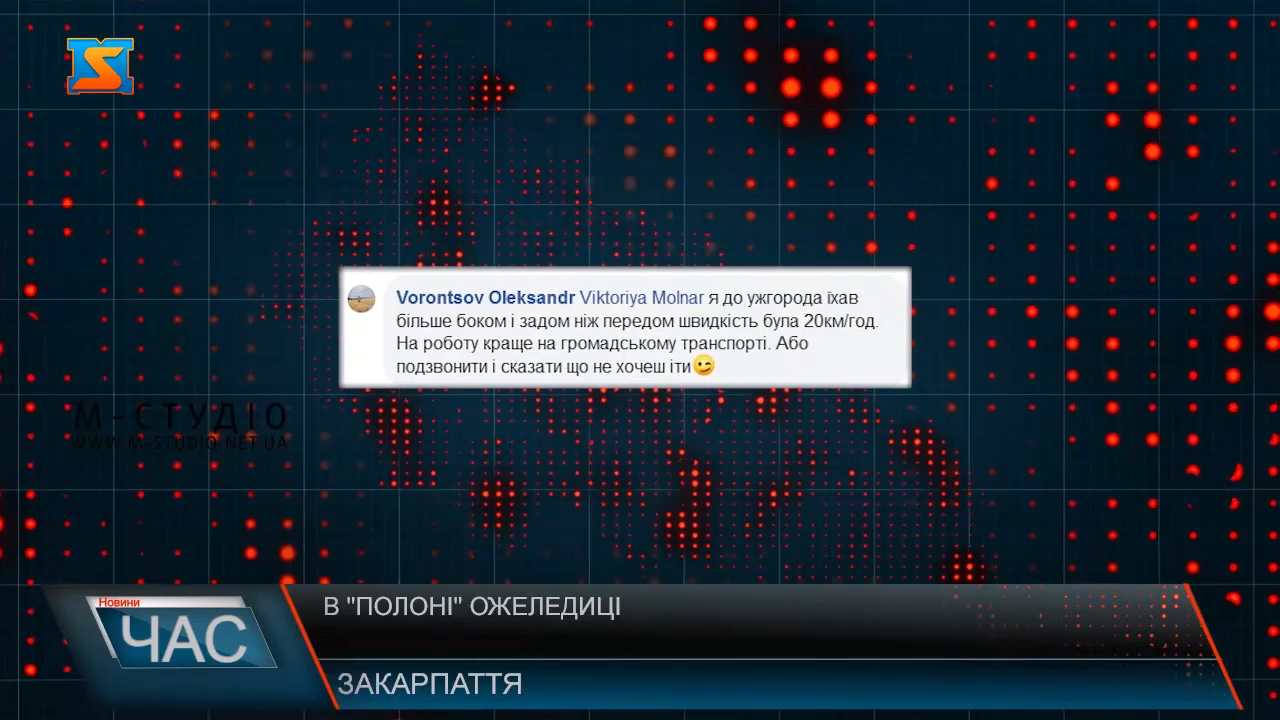 Vorontsov Oleksandr Viktoriya Molnar я до ужгорода їхав
більше боком і задом ніж передом швидкість була 20км/год.
На роботу краще на громадському транспорті. Або
подзвонити і сказати що не хочеш іти😉
М-СТУДІО
WWW.M-STUDIO.NET.UA
Новини
ЧАС
В "ПОЛОНІ" ОЖЕЛЕДИЦІ
ЗАКАРПАТТЯ